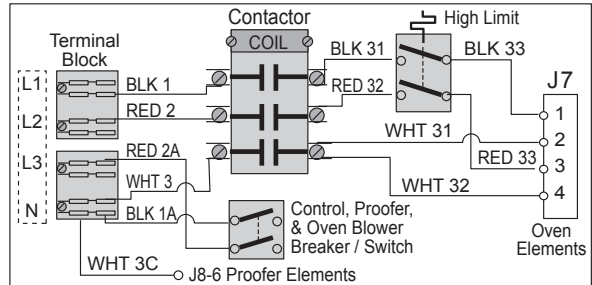 Contactor
High Limit
Terminal
Block
COIL
BLK 31
BLK 33
L1
BLK 1
RED 32
J7
L2
RED 2
1
WHT 31
2
L3
RED 2A
RED 33
3
WHT 3
WHT 32
4
N
BLK 1A
Control, Proofer,
& Oven Blower
Breaker / Switch
Oven
Elements
WHT 3C
J8-6 Proofer Elements